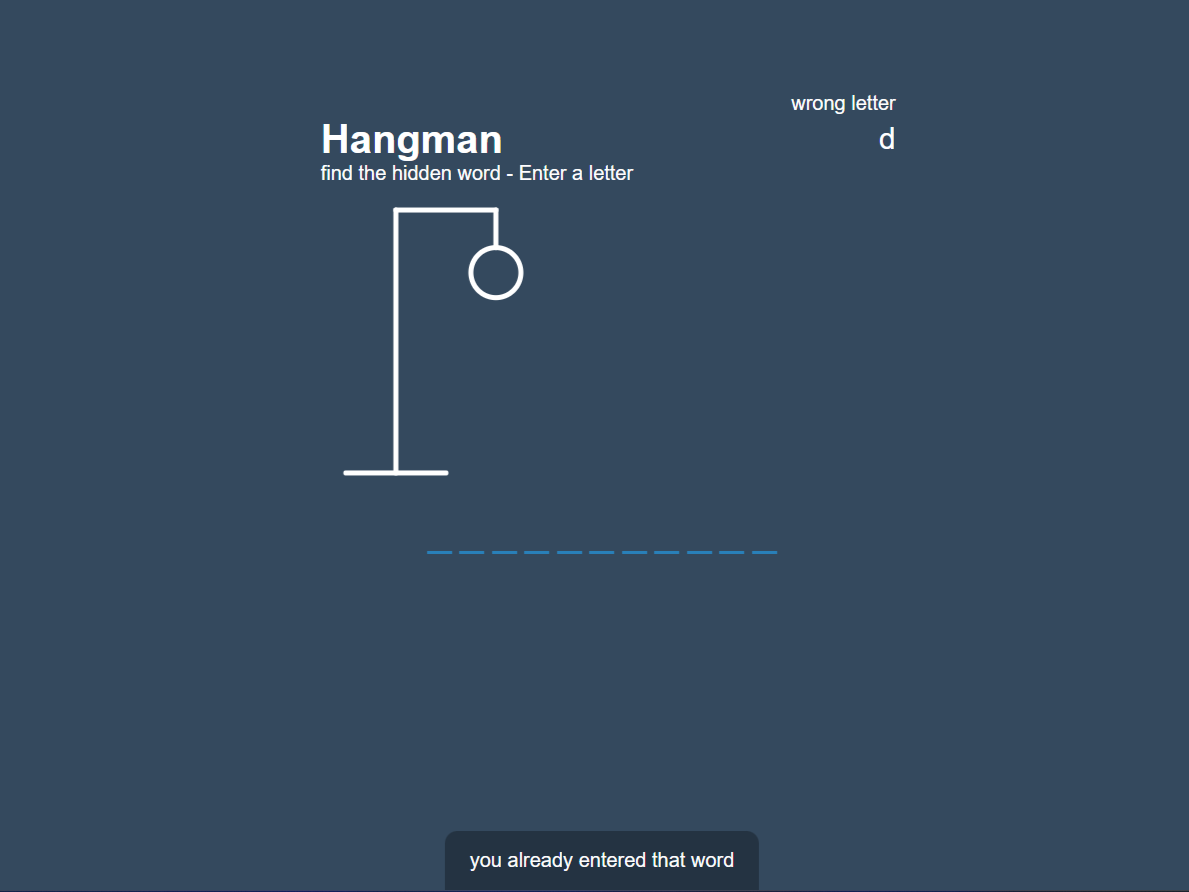 wrong letter
d
Hangman
find the hidden word - Enter a letter
you already entered that word